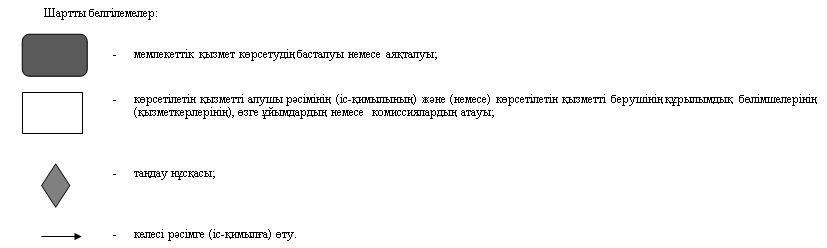 Шартты белгілемелер:
- мемлекеттік қызмет көрсетудің басталуы немесе аяқталуы;
- көрсетілетін қызметті алушы рәсімінің (іс-қимылының) және (немесе) көрсетілетін қызметті берушінің құрылымдық бөлімшелерінің
(қызметкерлерінің), өзге ұйымдардың немесе комиссиялардың атауы;
- таңдау нұсқасы;
- келесі рәсімге (іс-қимылға) өту.